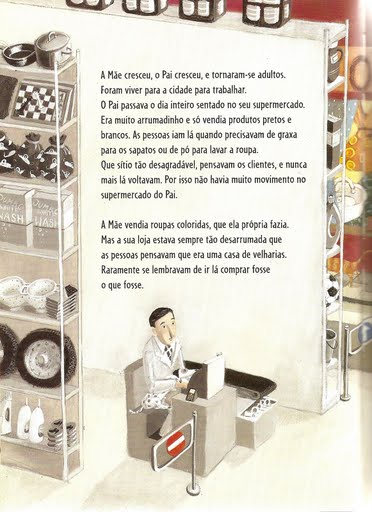 A Mãe cresceu, o Pai cresceu, e tornaram-se adultos.
Foram viver para a cidade para trabalhar.
O Pai passava o dia inteiro sentado no seu supermercado.
Era muito arrumadinho e só vendia produtos pretos e
brancos. As pessoas iam lá quando precisavam de graxa
para os sapatos ou de pó para lavar a roupa.
Que sítio tão desagradável, pensavam os clientes, e nunca
mais lá voltavam. Por isso não havia muito movimento no
supermercado do Pai.
A Mãe vendia roupas coloridas, que ela própria fazia.
Mas a sua loja estava sempre tão desarrumada que
as pessoas pensavam que era uma casa de velharias.
Raramente se lembravam de ir lá comprar fosse
o que fosse.
WASH
WASH